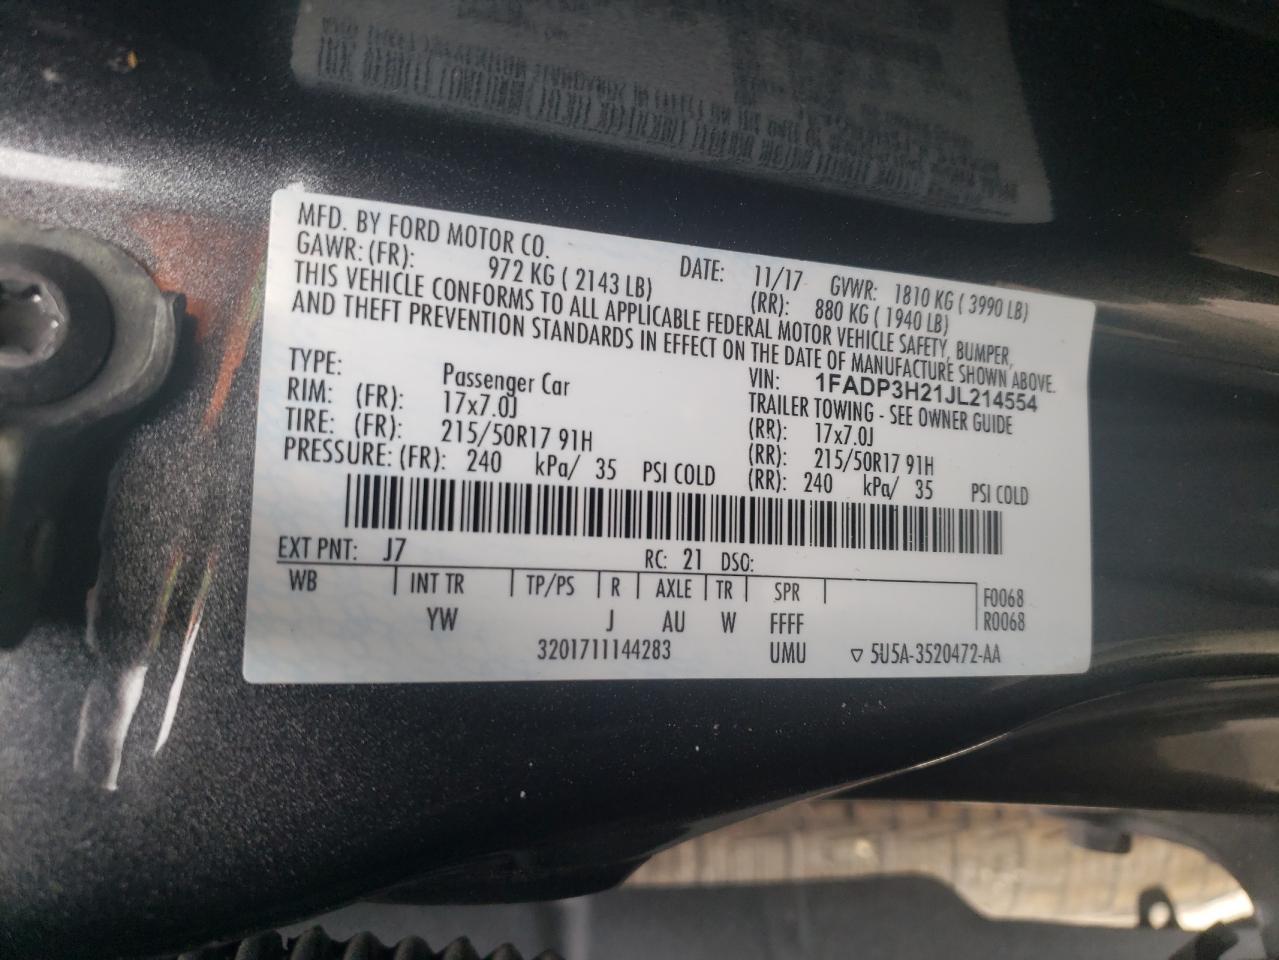 MFD. BY FORD MOTOR CO.
DATE: 11/17 GVWR: 1810 KG ( 3990 LB)
GAWR: (FR): 972 KG ( 2143 LB) (RR): 880 KG ( 1940 LB)
THIS VEHICLE CONFORMS TO ALL APPLICABLE FEDERAL MOTOR VEHICLE SAFETY, BUMPER,
AND THEFT PREVENTION STANDARDS IN EFFECT ON THE DATE OF MANUFACTURE SHOWN ABOVE.
VIN: 1FADP3H21JL214554
TYPE: Passenger Car TRAILER TOWING - SEE OWNER GUIDE
RIM: (FR): 17x7.0J (RR): 17x7.0J
TIRE: (FR): 215/50R17 91H (RR): 215/50R17 91H
PRESSURE: (FR): 240 kPa/ 35 PSI COLD (RR): 240 kPa/ 35 PSI COLD
EXT PNT: J7 RC: 21 DSO:
WB INT TR TP/PS R AXLE TR SPR F0068
YW J AU W FFFF R0068
3201711144283 UMU ▽ 5U5A-3520472-AA